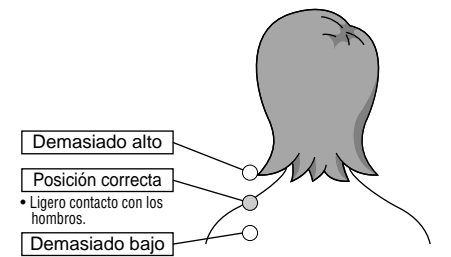 Demasiado alto
Posición correcta
• Ligero contacto con los
hombros.
Demasiado bajo